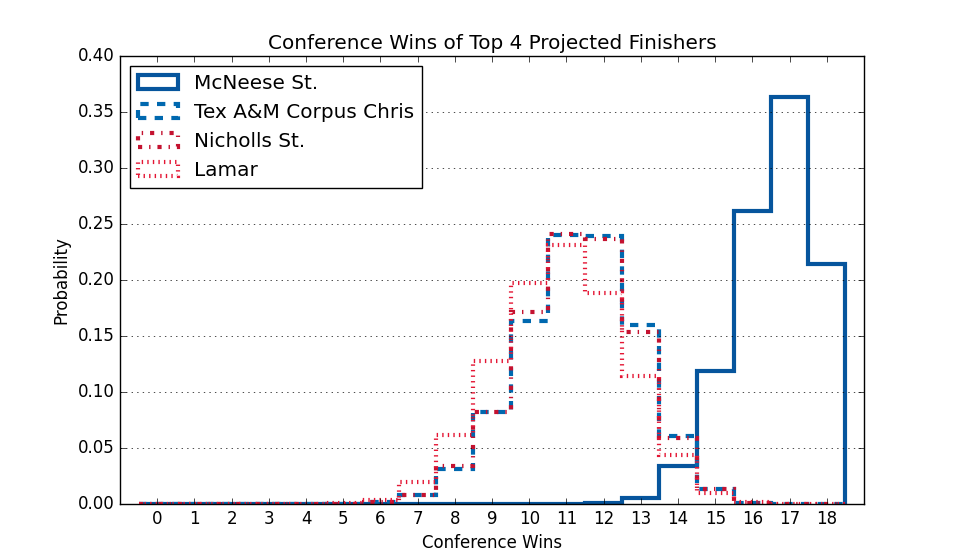 Conference Wins of Top 4 Projected Finishers
0.40
0.35
0.30
0.25
0.20
0.15
0.10
0.05
0.00
Probability
McNeese St.
Tex A&M Corpus Chris
Nicholls St.
Lamar
0 1 2 3 4 5 6 7 8 9 10 11 12 13 14 15 16 17 18
Conference Wins